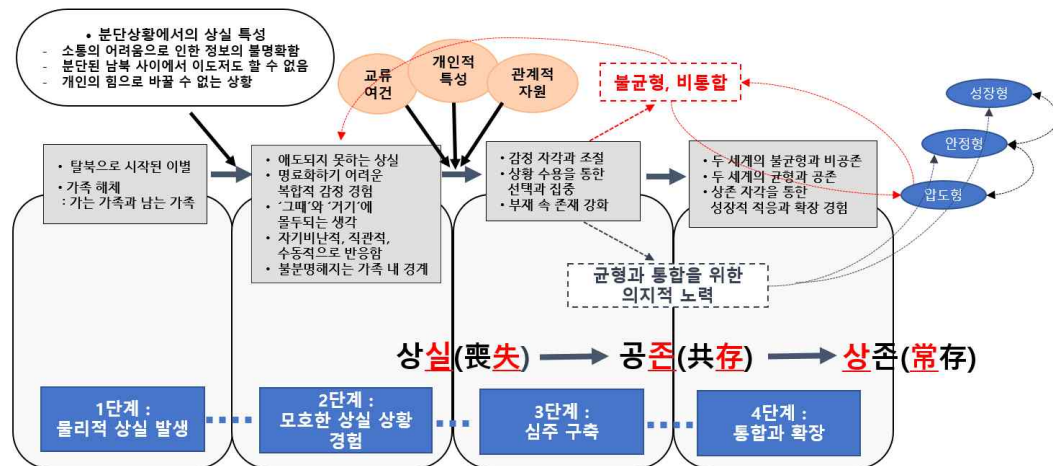 • 분단상황에서의 상실 특성
- 소통의 어려움으로 인한 정보의 불명확함
- 분단된 남북 사이에서 이도저도 할 수 없음
- 개인의 힘으로 바꿀 수 없는 상황
교류
여건
개인적
특성
관계적
자원
불균형, 비통합
성장형
안정형
압도형
• 탈북으로 시작된 이별
• 가족 해체
: 가는 가족과 남는 가족
• 애도되지 못하는 상실
• 명료화하기 어려운
복합적 감정 경험
• '그때'와 '거기'에
몰두되는 생각
• 자기비난적, 직관적,
수동적으로 반응함
• 불분명해지는 가족 내 경계
• 감정 자각과 조절
• 상황 수용을 통한
선택과 집중
• 부재 속 존재 강화
• 두 세계의 불균형과 비공존
• 두 세계의 균형과 공존
• 상존 자각을 통한
성장적 적응과 확장 경험
균형과 통합을 위한
의지적 노력
상실(喪失) 공존(共存) 상존(常存)
1단계 :
물리적 상실 발생
2단계 :
모호한 상실 상황
경험
3단계 :
심주 구축
4단계 :
통합과 확장